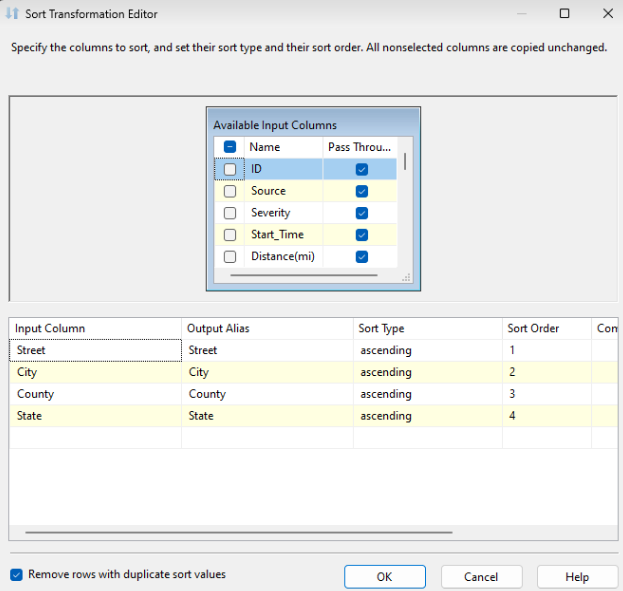 Sort Transformation Editor
Specify the columns to sort, and set their sort type and their sort order. All nonselected columns are copied unchanged.
Available Input Columns
Name Pass Throu...
ID
Source
Severity
Start_Time
Distance(mi)
Input Column Output Alias Sort Type Sort Order Com
Street Street ascending 1
City City ascending 2
County County ascending 3
State State ascending 4
Remove rows with duplicate sort values
OK Cancel Help